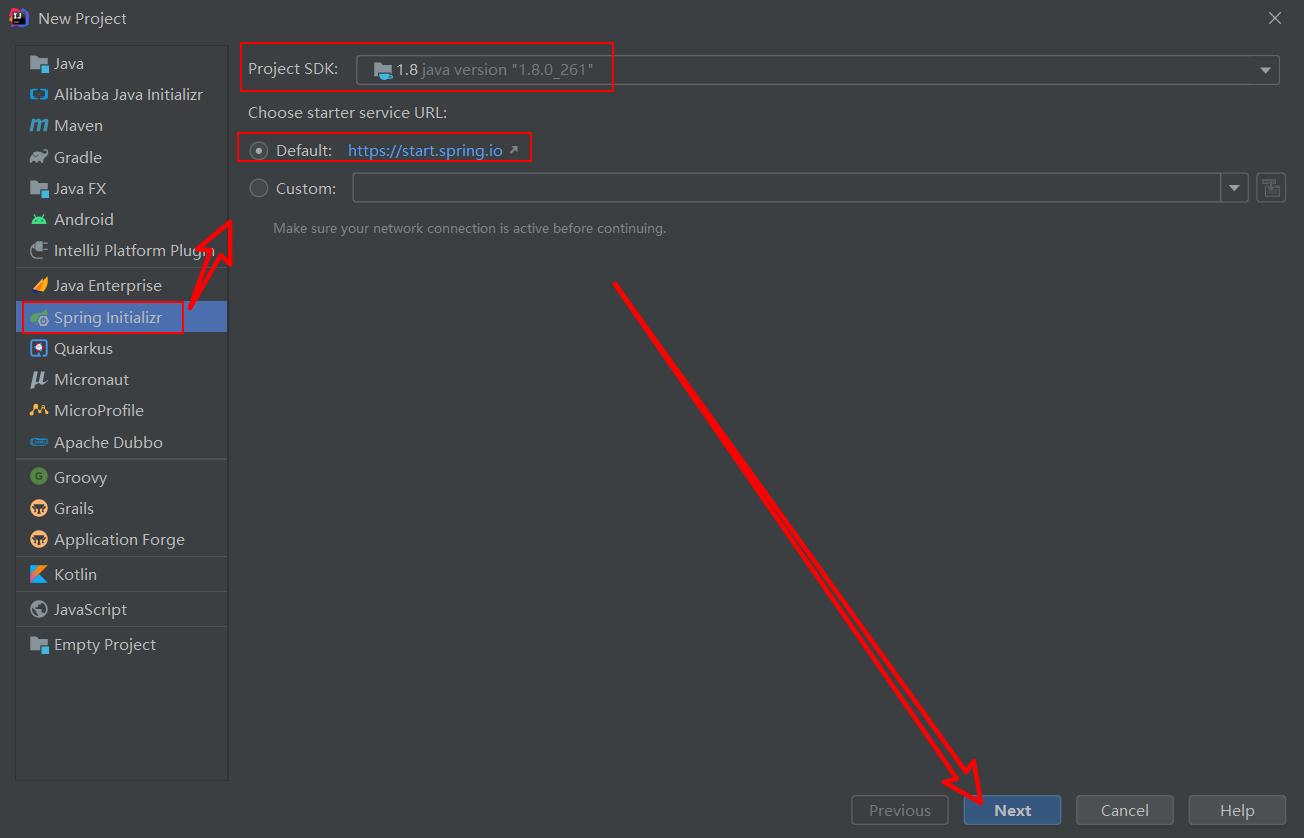 New Project
Java
Alibaba Java Initializr
Maven
Gradle
Java FX
Android
IntelliJ Platform Plugin
Java Enterprise
Spring Initializr
Quarkus
Micronaut
MicroProfile
Apache Dubbo
Groovy
Grails
Application Forge
Kotlin
JavaScript
Empty Project
Project SDK: 1.8 java version "1.8.0_261"
Choose starter service URL:
Default: https://start.spring.io
Custom:
Make sure your network connection is active before continuing.
Previous Next Cancel Help